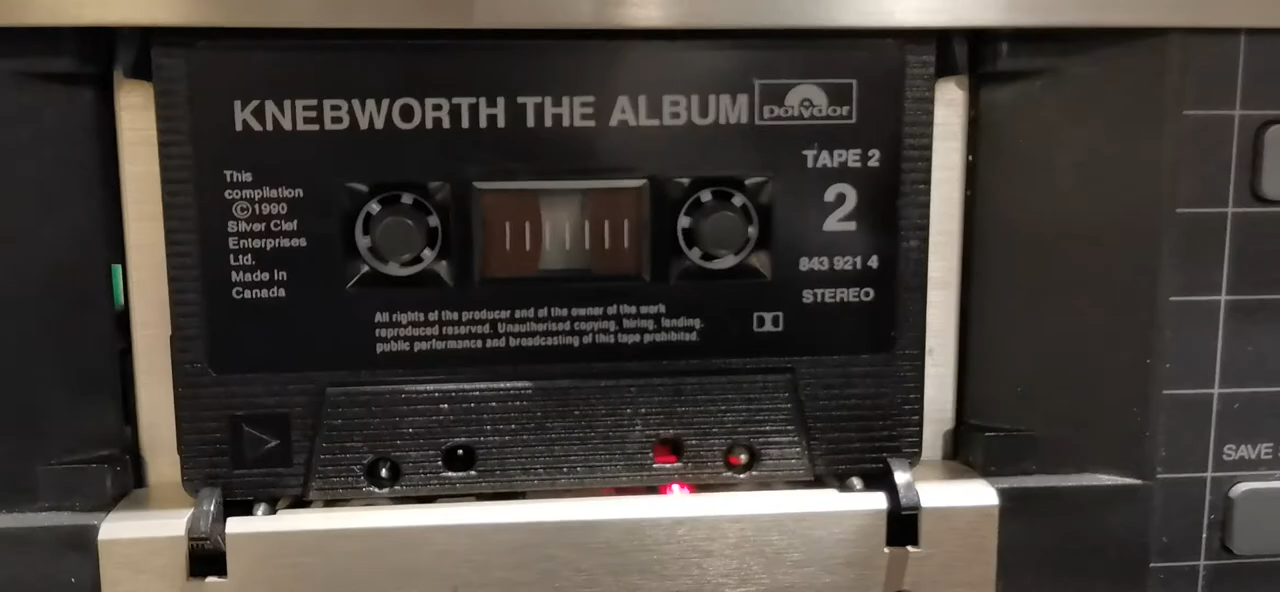 KNEBWORTH THE ALBUM
polydor
This
compilation
©1990
Silver Clef
Enterprises
Ltd.
Made In
Canada
TAPE 2
2
843 921 4
STEREO
All rights of the producer and of the owner of the work
reproduced reserved. Unauthorised copying, hiring, lending,
public performance and broadcasting of this tape prohibited.
SAVE